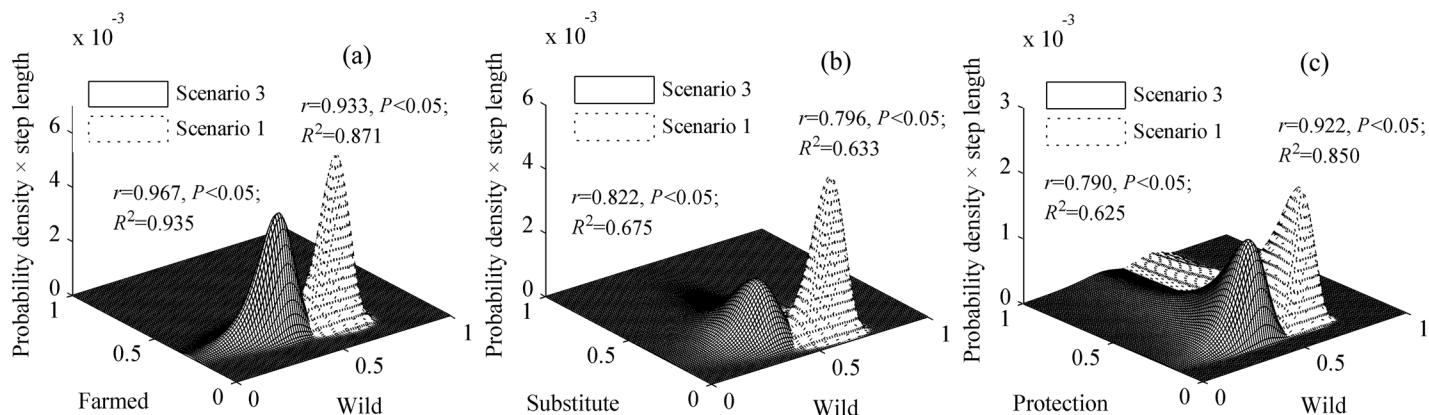 x 10⁻³
(a)
Scenario 3
Scenario 1
r=0.933, P<0.05;
R²=0.871
r=0.967, P<0.05;
R²=0.935
Probability density × step length
6
4
2
0
1
0.5
0
Farmed
0
0.5
1
Wild
x 10⁻³
(b)
Scenario 3
Scenario 1
r=0.796, P<0.05;
R²=0.633
r=0.822, P<0.05;
R²=0.675
Probability density × step length
6
4
2
0
1
0.5
0
Substitute
0
0.5
1
Wild
x 10⁻³
(c)
Scenario 3
Scenario 1
r=0.922, P<0.05;
R²=0.850
r=0.790, P<0.05;
R²=0.625
Probability density × step length
3
2
1
0
1
0.5
0
Protection
0
0.5
1
Wild